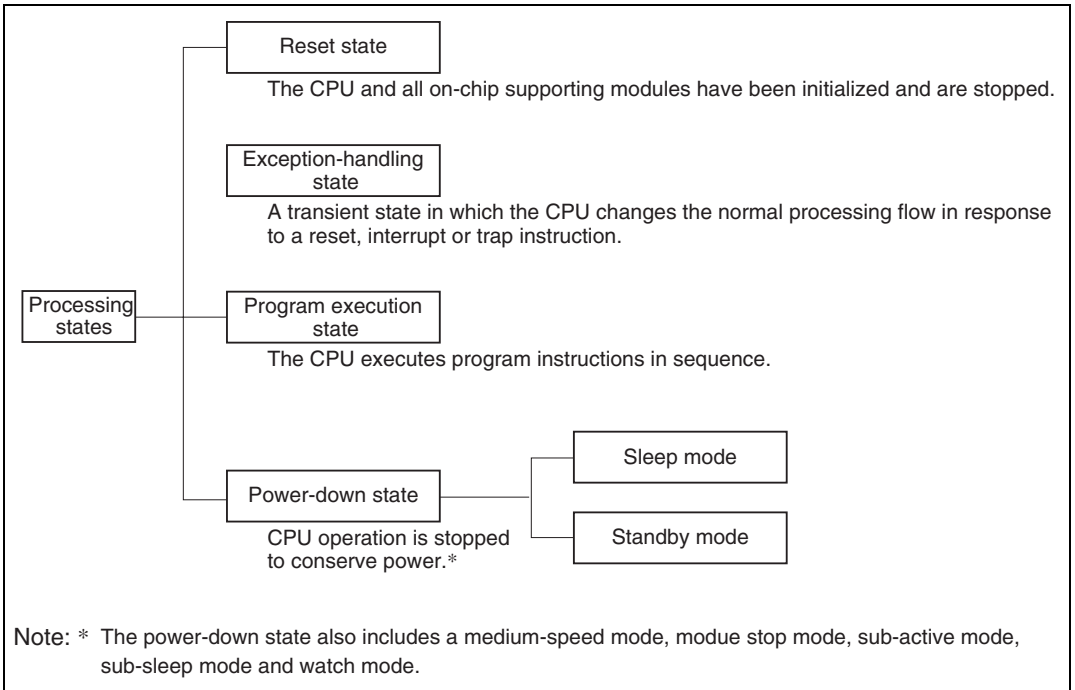 Reset state
The CPU and all on-chip supporting modules have been initialized and are stopped.
Exception-handling
state
A transient state in which the CPU changes the normal processing flow in response
to a reset, interrupt or trap instruction.
Processing
states
Program execution
state
The CPU executes program instructions in sequence.
Power-down state
CPU operation is stopped
to conserve power.*
Sleep mode
Standby mode
Note: * The power-down state also includes a medium-speed mode, modue stop mode, sub-active mode,
sub-sleep mode and watch mode.